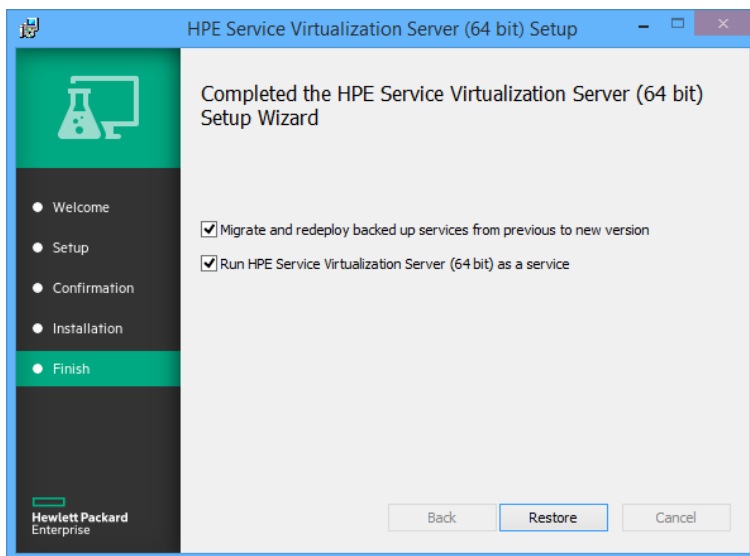 HPE Service Virtualization Server (64 bit) Setup
Completed the HPE Service Virtualization Server (64 bit)
Setup Wizard
Welcome
Setup
Confirmation
Installation
Finish
Migrate and redeploy backed up services from previous to new version
Run HPE Service Virtualization Server (64 bit) as a service
Hewlett Packard
Enterprise
Back
Restore
Cancel